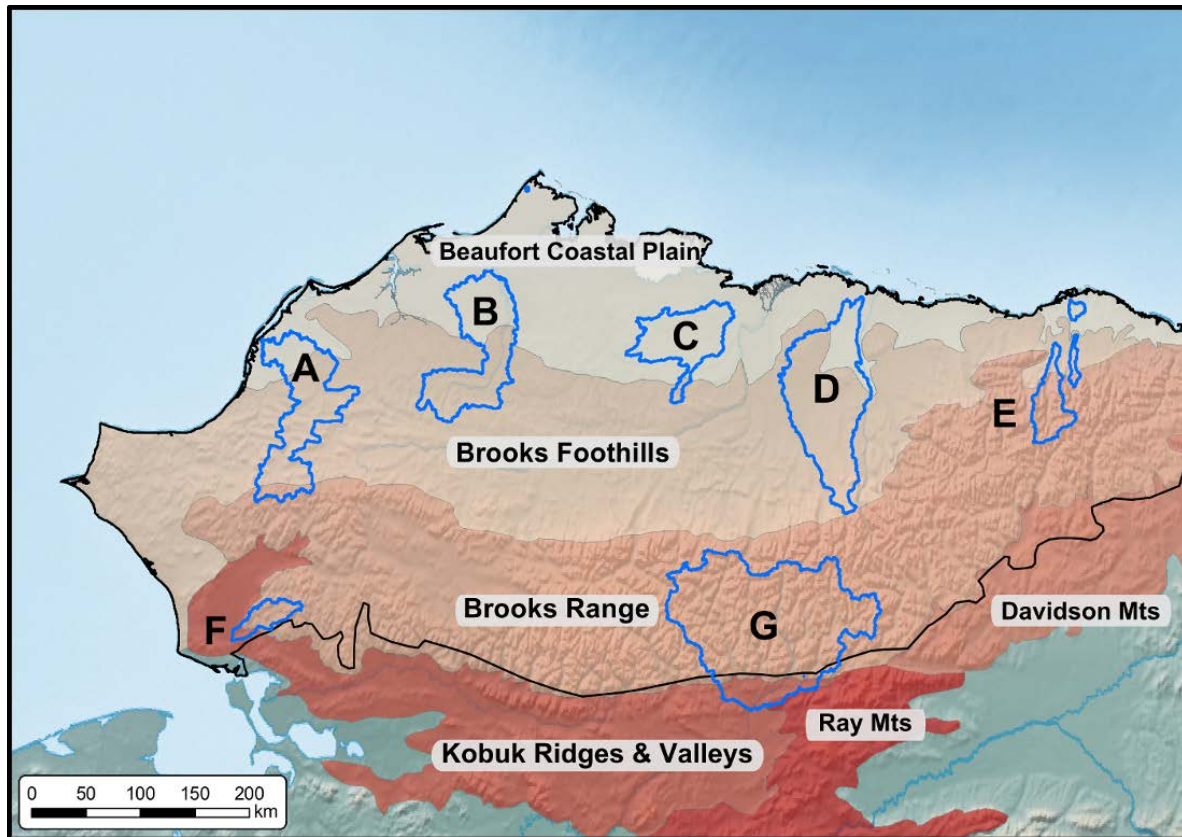 Beaufort Coastal Plain
B
C
A
D
E
Brooks Foothills
Brooks Range
Davidson Mts
F
G
Ray Mts
Kobuk Ridges & Valleys
0 50 100 150 200
km